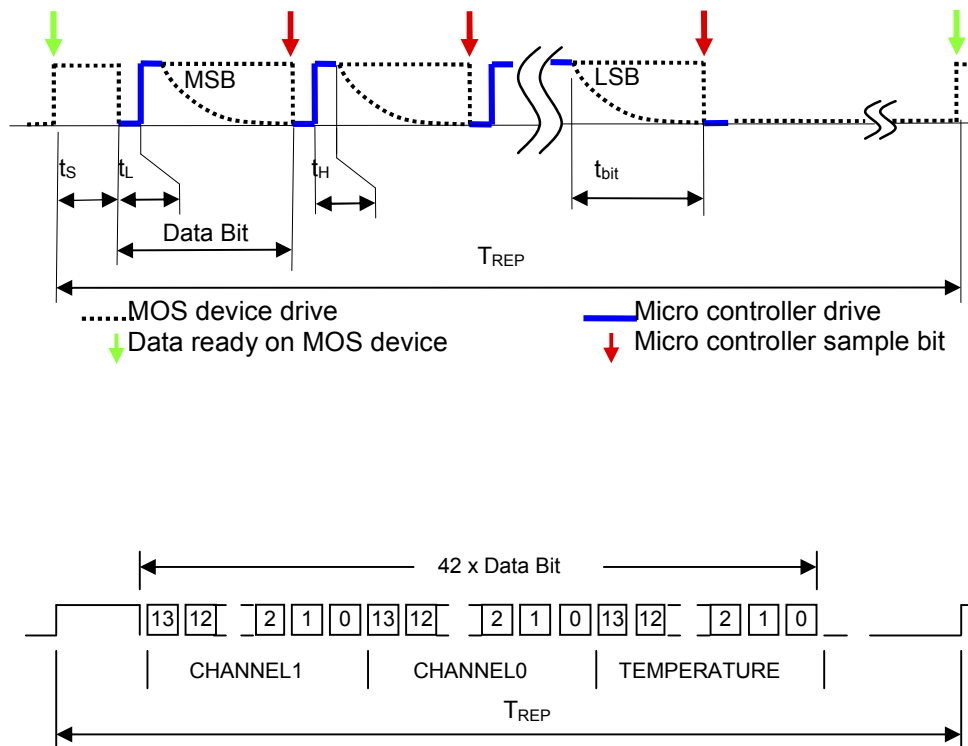 MSB
LSB
tS
tL
tH
tbit
Data Bit
TREP
MOS device drive
Micro controller drive
Data ready on MOS device
Micro controller sample bit
42 x Data Bit
13 12 2 1 0 13 12 2 1 0 13 12 2 1 0
CHANNEL1 CHANNEL0 TEMPERATURE
TREP